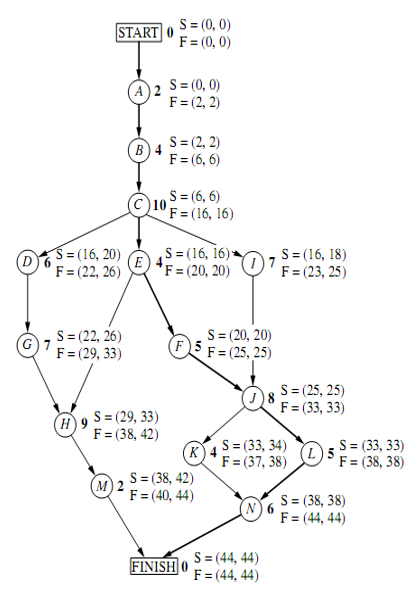 START 0 S = (0, 0)
F = (0, 0)
A 2 S = (0, 0)
F = (2, 2)
B 4 S = (2, 2)
F = (6, 6)
C 10 S = (6, 6)
F = (16, 16)
D 6 S = (16, 20)
F = (22, 26)
E 4 S = (16, 16)
F = (20, 20)
I 7 S = (16, 18)
F = (23, 25)
G 7 S = (22, 26)
F = (29, 33)
F 5 S = (20, 20)
F = (25, 25)
J 8 S = (25, 25)
F = (33, 33)
H 9 S = (29, 33)
F = (38, 42)
K 4 S = (33, 34)
F = (37, 38)
L 5 S = (33, 33)
F = (38, 38)
M 2 S = (38, 42)
F = (40, 44)
N 6 S = (38, 38)
F = (44, 44)
FINISH 0 S = (44, 44)
F = (44, 44)